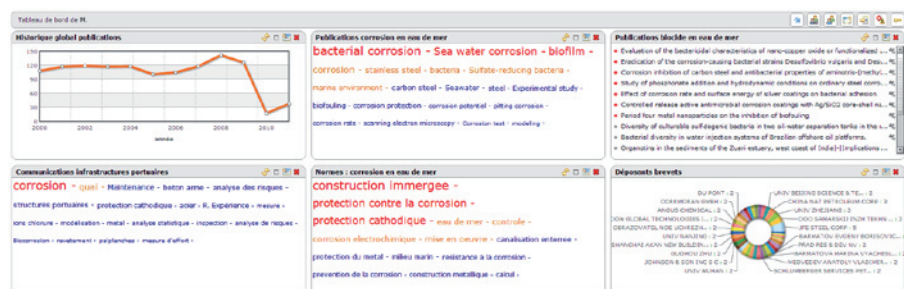 Tableau de bord de M.
Historique global publications
150
120
90
60
30
0
2000 2002 2004 2006 2008 2010
année
Publications corrosion en eau de mer
bacterial corrosion - Sea water corrosion - biofilm -
corrosion - stainless steel - bacteria - Sulfate-reducing bacteria -
marine environment - carbon steel - Seawater - steel - Experimental study -
biofouling - corrosion protection - corrosion potential - pitting corrosion -
corrosion rate - scanning electron microscopy - Corrosion test - modeling -
Publications biocide en eau de mer
Evaluation of the bactericidal characteristics of nano-copper oxide or functionalized ...
Eradication of the corrosion-causing bacterial strains Desulfovibrio vulgaris and Des...
Corrosion inhibition of carbon steel and antibacterial properties of aminotris-(methyl...
Study of phosphate addition and hydrodynamic conditions on ordinary steel corro...
Effect of corrosion rate and surface energy of silver coatings on bacterial adhesion
Controlled release active antimicrobial corrosion coatings with Ag/SiO2 core-shell na...
Period four metal nanoparticles on the inhibition of biofouling
Diversity of culturable sulfidogenic bacteria in two oil-water separation tanks in the ...
Bacterial diversity in water injection systems of Brazilian offshore oil platforms.
Organotins in the sediments of the Zuari estuary, west coast of India
Communications infrastructures portuaires
corrosion - quai - Maintenance - beton arme - analyse des risques -
structures portuaires - protection cathodique - acier - R. Expérience - mesure -
ions chlorure - modélisation - metal - analyse statistique - inspection - analyse de risques -
Biocorrosion - revetement - palplanches - mesure d'effort -
Normes : corrosion en eau de mer
construction immergee -
protection contre la corrosion -
protection cathodique - eau de mer - controle -
corrosion electrochimique - mise en oeuvre - canalisation enterree -
protection du metal - milieu marin - resistance a la corrosion -
prevention de la corrosion - construction metallique - calcul -
Déposants brevets
DU PONT : 2
CORROMORAN GMBH : 2
ANGUS CHEMICAL : 2
UNIV NANJING : 2
GUIZHOU ZHU : 2
JOHNSON & SON INC S C : 2
UNIV WUHAN : 2
UNIV BEIJING SCIENCE & TE... : 2
CHINA NAT PETROLEUM CORP : 2
UNIV ZHEJIANG : 2
JFE STEEL CORP : 2
PRAD RES & DEV NV : 2
SCHLUMBERGER SERVICES PET... : 2